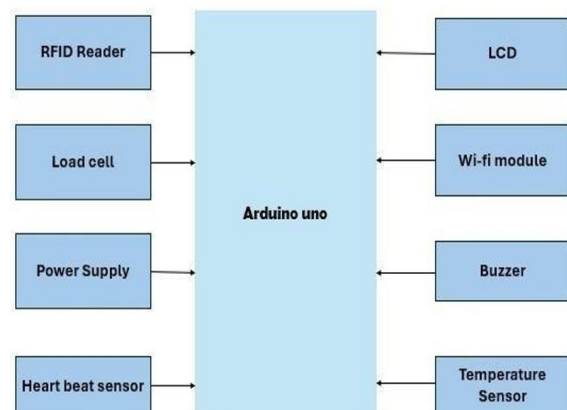 RFID Reader
LCD
Load cell
Wi-fi module
Arduino uno
Power Supply
Buzzer
Heart beat sensor
Temperature
Sensor